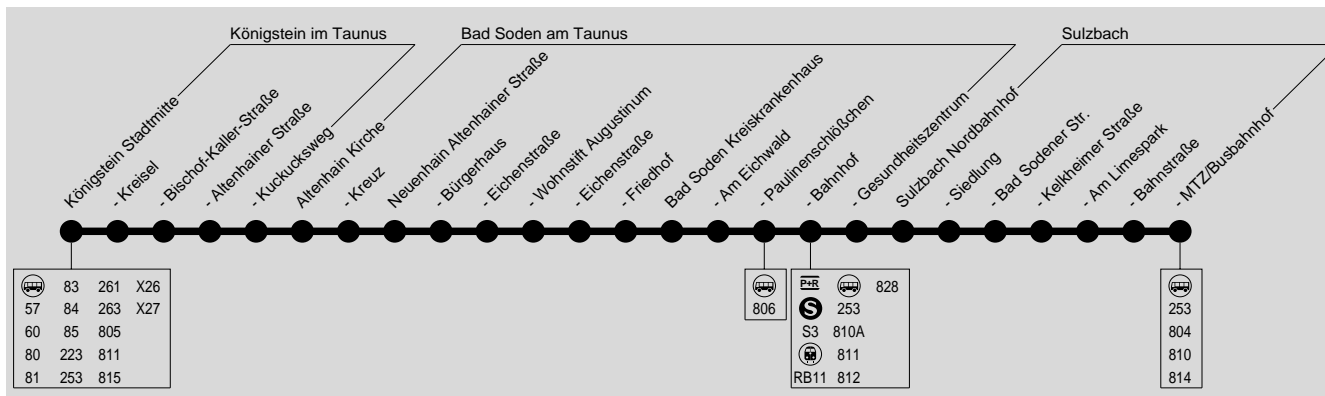 Königstein im Taunus
Bad Soden am Taunus
Sulzbach
Königstein Stadtmitte
- Kreisel
- Bischof-Kaller-Straße
- Altenhainer Straße
- Kuckucksweg
Altenhain Kirche
- Kreuz
Neuenhain Altenhainer Straße
- Bürgerhaus
- Eichenstraße
- Wohnstift Augustinum
- Eichenstraße
- Friedhof
Bad Soden Kreiskrankenhaus
- Am Eichwald
- Paulinenschlößchen
- Bahnhof
- Gesundheitszentrum
Sulzbach Nordbahnhof
- Siedlung
- Bad Sodener Str.
- Kelkheimer Straße
- Am Limespark
- Bahnstraße
- MTZ/Busbahnhof
83 261 X26
57 84 263 X27
60 85 805
80 223 811
81 253 815
806
P+R 828
S 253
S3 810A
811
RB11 812
253
804
810
814